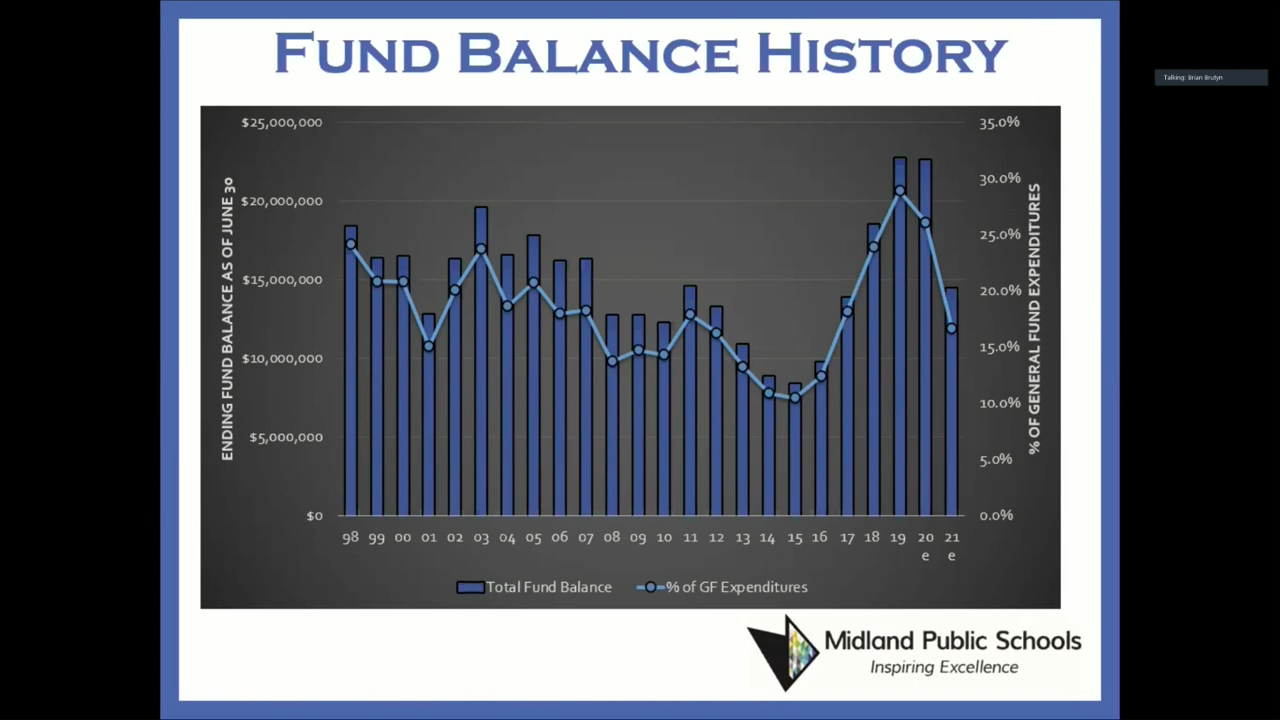 FUND BALANCE HISTORY
Talking: Brian Brutyn
ENDING FUND BALANCE AS OF JUNE 30
$25,000,000
$20,000,000
$15,000,000
$10,000,000
$5,000,000
$0
35.0%
30.0%
25.0%
20.0%
15.0%
10.0%
5.0%
0.0%
% OF GENERAL FUND EXPENDITURES
98 99 00 01 02 03 04 05 06 07 08 09 10 11 12 13 14 15 16 17 18 19 20 21
e e
Total Fund Balance % of GF Expenditures
Midland Public Schools
Inspiring Excellence